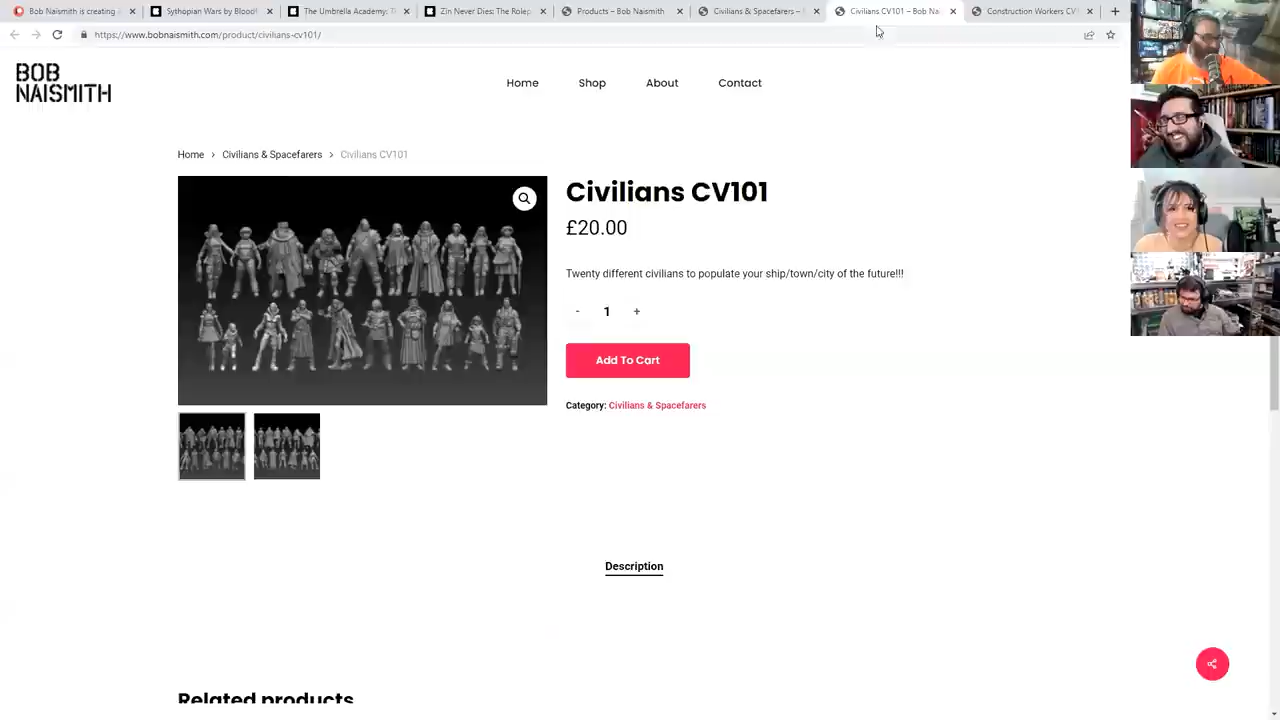 Bob Naismith is creating
Sythopian Wars by Blood!
The Umbrella Academy: T
Zin Never Dies: The Rolep
Products – Bob Naismith
Civilians & Spacefarers –
Civilians CV101 – Bob Nai
Construction Workers CV
https://www.bobnaismith.com/product/civilians-cv101/
BOB
NAISMITH
Home
Shop
About
Contact
Home > Civilians & Spacefarers > Civilians CV101
Civilians CV101
£20.00
Twenty different civilians to populate your ship/town/city of the future!!!
- 1 +
Add To Cart
Category: Civilians & Spacefarers
Description
Related products